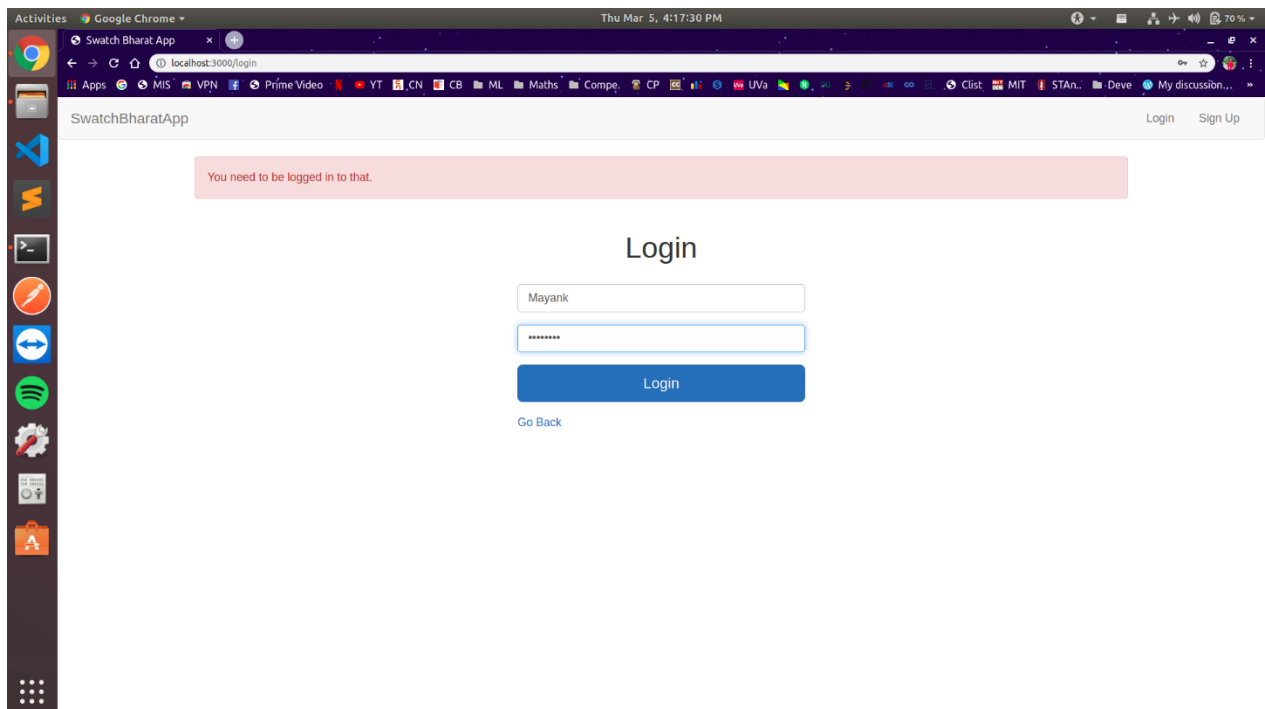 Activities Google Chrome Thu Mar 5, 4:17:30 PM 70 %
Swatch Bharat App
localhost:3000/login
Apps MIS VPN Prime Video YT CN CB ML Maths Compe. CP UVa Clist MIT STAn.. Deve My discussion...
SwatchBharatApp Login Sign Up
You need to be logged in to that.
Login
Mayank
••••••••
Login
Go Back